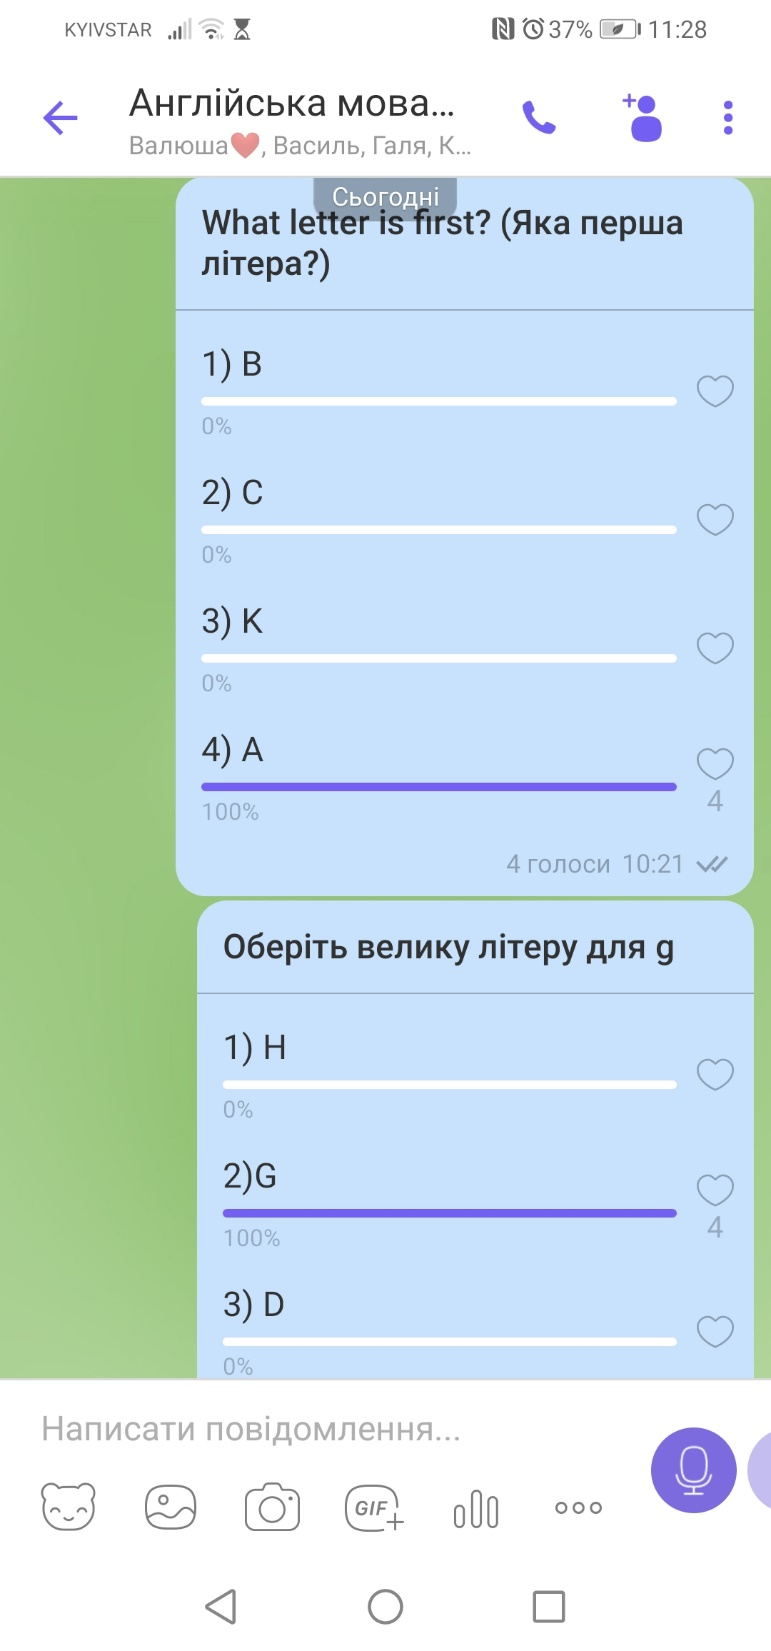 KYIVSTAR 37% 11:28
Англійська мова...
Валюша❤️, Василь, Галя, К...
Сьогодні
What letter is first? (Яка перша
літера?)
1) B
0%
2) C
0%
3) K
0%
4) A
100%
4
4 голоси 10:21
Оберіть велику літеру для g
1) H
0%
2)G
100%
4
3) D
0%
Написати повідомлення...
GIF